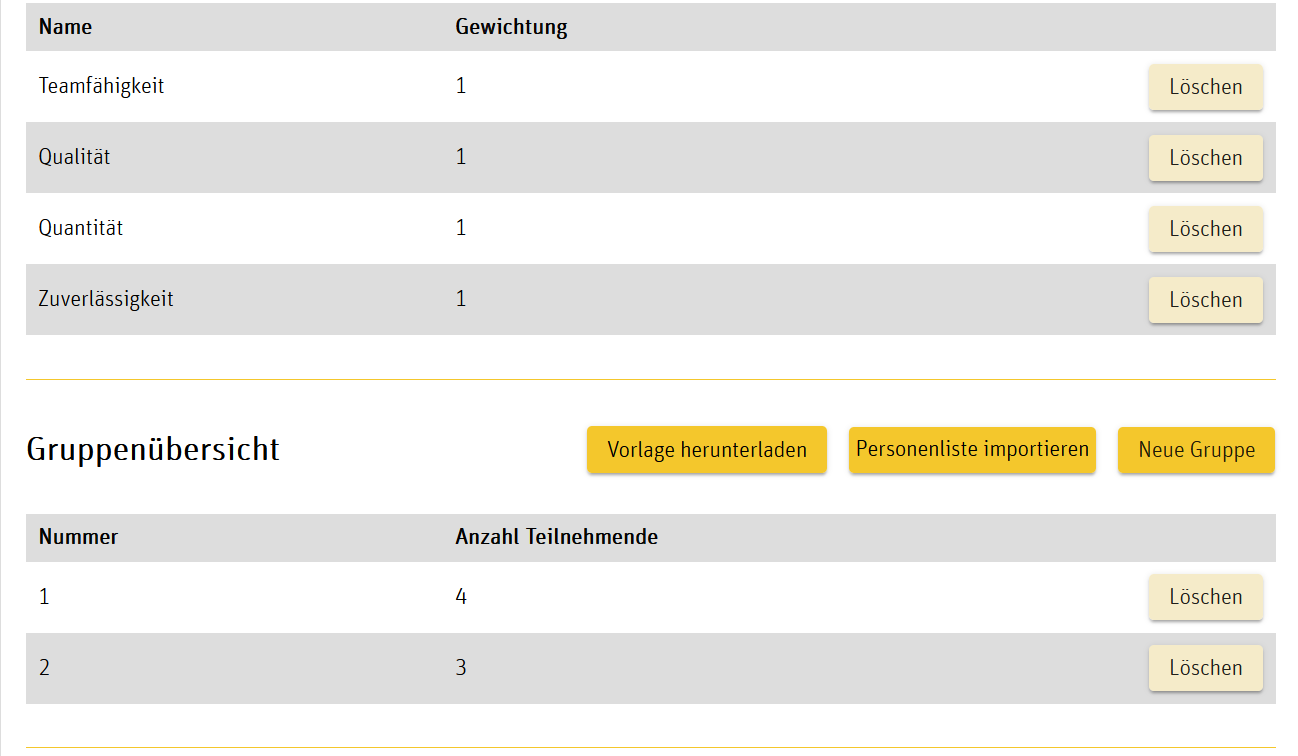 Name Gewichtung
Teamfähigkeit 1 Löschen
Qualität 1 Löschen
Quantität 1 Löschen
Zuverlässigkeit 1 Löschen
Gruppenübersicht Vorlage herunterladen Personenliste importieren Neue Gruppe
Nummer Anzahl Teilnehmende
1 4 Löschen
2 3 Löschen